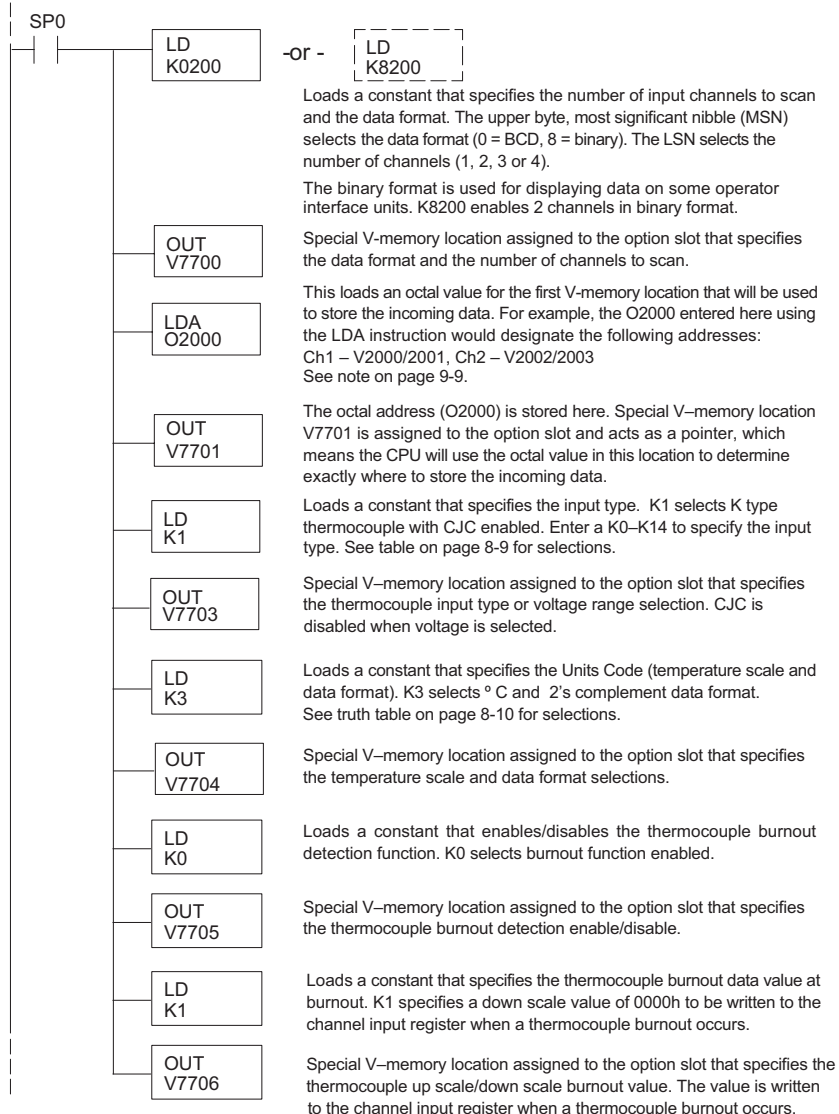 SP0
LD
K0200
-or -
LD
K8200
Loads a constant that specifies the number of input channels to scan
and the data format. The upper byte, most significant nibble (MSN)
selects the data format (0 = BCD, 8 = binary). The LSN selects the
number of channels (1, 2, 3 or 4).
The binary format is used for displaying data on some operator
interface units. K8200 enables 2 channels in binary format.
OUT
V7700
Special V-memory location assigned to the option slot that specifies
the data format and the number of channels to scan.
LDA
O2000
This loads an octal value for the first V-memory location that will be used
to store the incoming data. For example, the O2000 entered here using
the LDA instruction would designate the following addresses:
Ch1 – V2000/2001, Ch2 – V2002/2003
See note on page 9-9.
OUT
V7701
The octal address (O2000) is stored here. Special V–memory location
V7701 is assigned to the option slot and acts as a pointer, which
means the CPU will use the octal value in this location to determine
exactly where to store the incoming data.
LD
K1
Loads a constant that specifies the input type. K1 selects K type
thermocouple with CJC enabled. Enter a K0–K14 to specify the input
type. See table on page 8-9 for selections.
OUT
V7703
Special V–memory location assigned to the option slot that specifies
the thermocouple input type or voltage range selection. CJC is
disabled when voltage is selected.
LD
K3
Loads a constant that specifies the Units Code (temperature scale and
data format). K3 selects º C and 2's complement data format.
See truth table on page 8-10 for selections.
OUT
V7704
Special V–memory location assigned to the option slot that specifies
the temperature scale and data format selections.
LD
K0
Loads a constant that enables/disables the thermocouple burnout
detection function. K0 selects burnout function enabled.
OUT
V7705
Special V–memory location assigned to the option slot that specifies
the thermocouple burnout detection enable/disable.
LD
K1
Loads a constant that specifies the thermocouple burnout data value at
burnout. K1 specifies a down scale value of 0000h to be written to the
channel input register when a thermocouple burnout occurs.
OUT
V7706
Special V–memory location assigned to the option slot that specifies the
thermocouple up scale/down scale burnout value. The value is written
to the channel input register when a thermocouple burnout occurs.